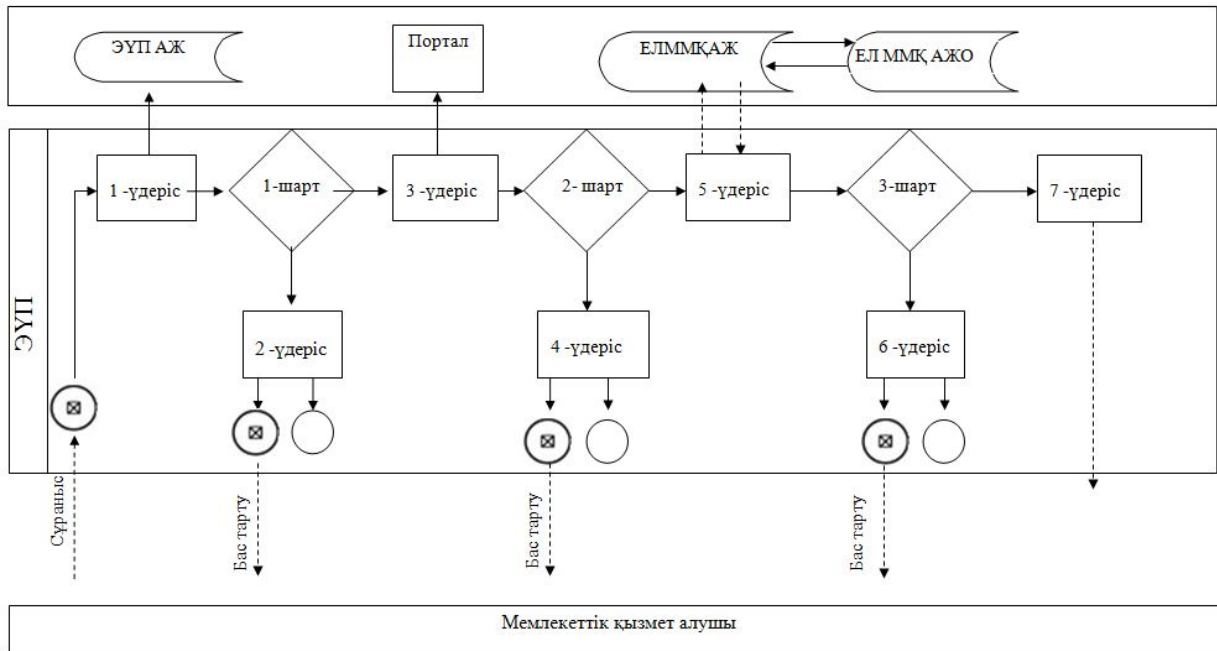 ЭҮП АЖ
Портал
ЕЛММҚАЖ
ЕЛ ММҚ АЖО
ЭҮП
1 -үдеріс
1-шарт
3 -үдеріс
2- шарт
5 -үдеріс
3-шарт
7 -үдеріс
2 -үдеріс
4 -үдеріс
6 -үдеріс
Сұраныс
Бас тарту
Бас тарту
Бас тарту
Мемлекеттік қызмет алушы